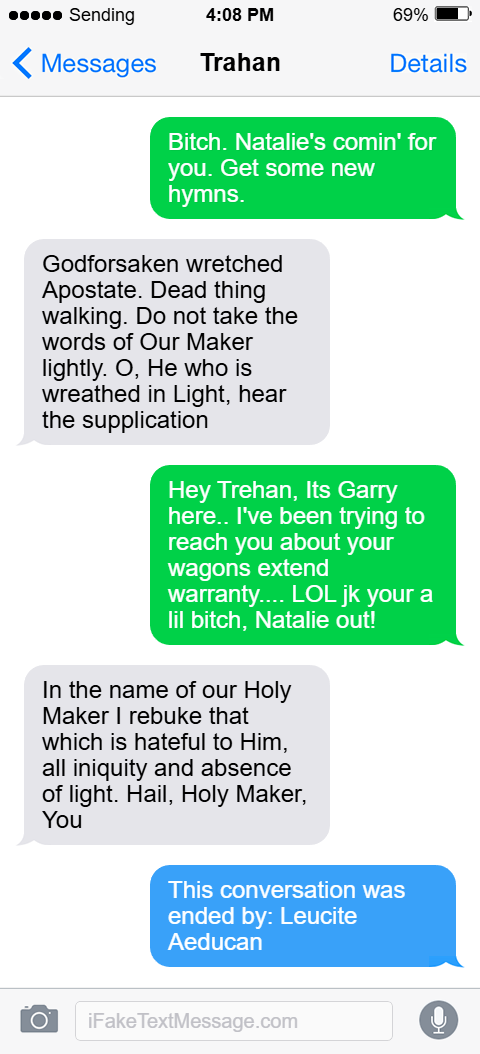 Sending 4:08 PM 69%
Messages Trahan Details
Bitch. Natalie's comin' for
you. Get some new
hymns.
Godforsaken wretched
Apostate. Dead thing
walking. Do not take the
words of Our Maker
lightly. O, He who is
wreathed in Light, hear
the supplication
Hey Trehan, Its Garry
here.. I've been trying to
reach you about your
wagons extend
warranty.... LOL jk your a
lil bitch, Natalie out!
In the name of our Holy
Maker I rebuke that
which is hateful to Him,
all iniquity and absence
of light. Hail, Holy Maker,
You
This conversation was
ended by: Leucite
Aeducan
iFakeTextMessage.com